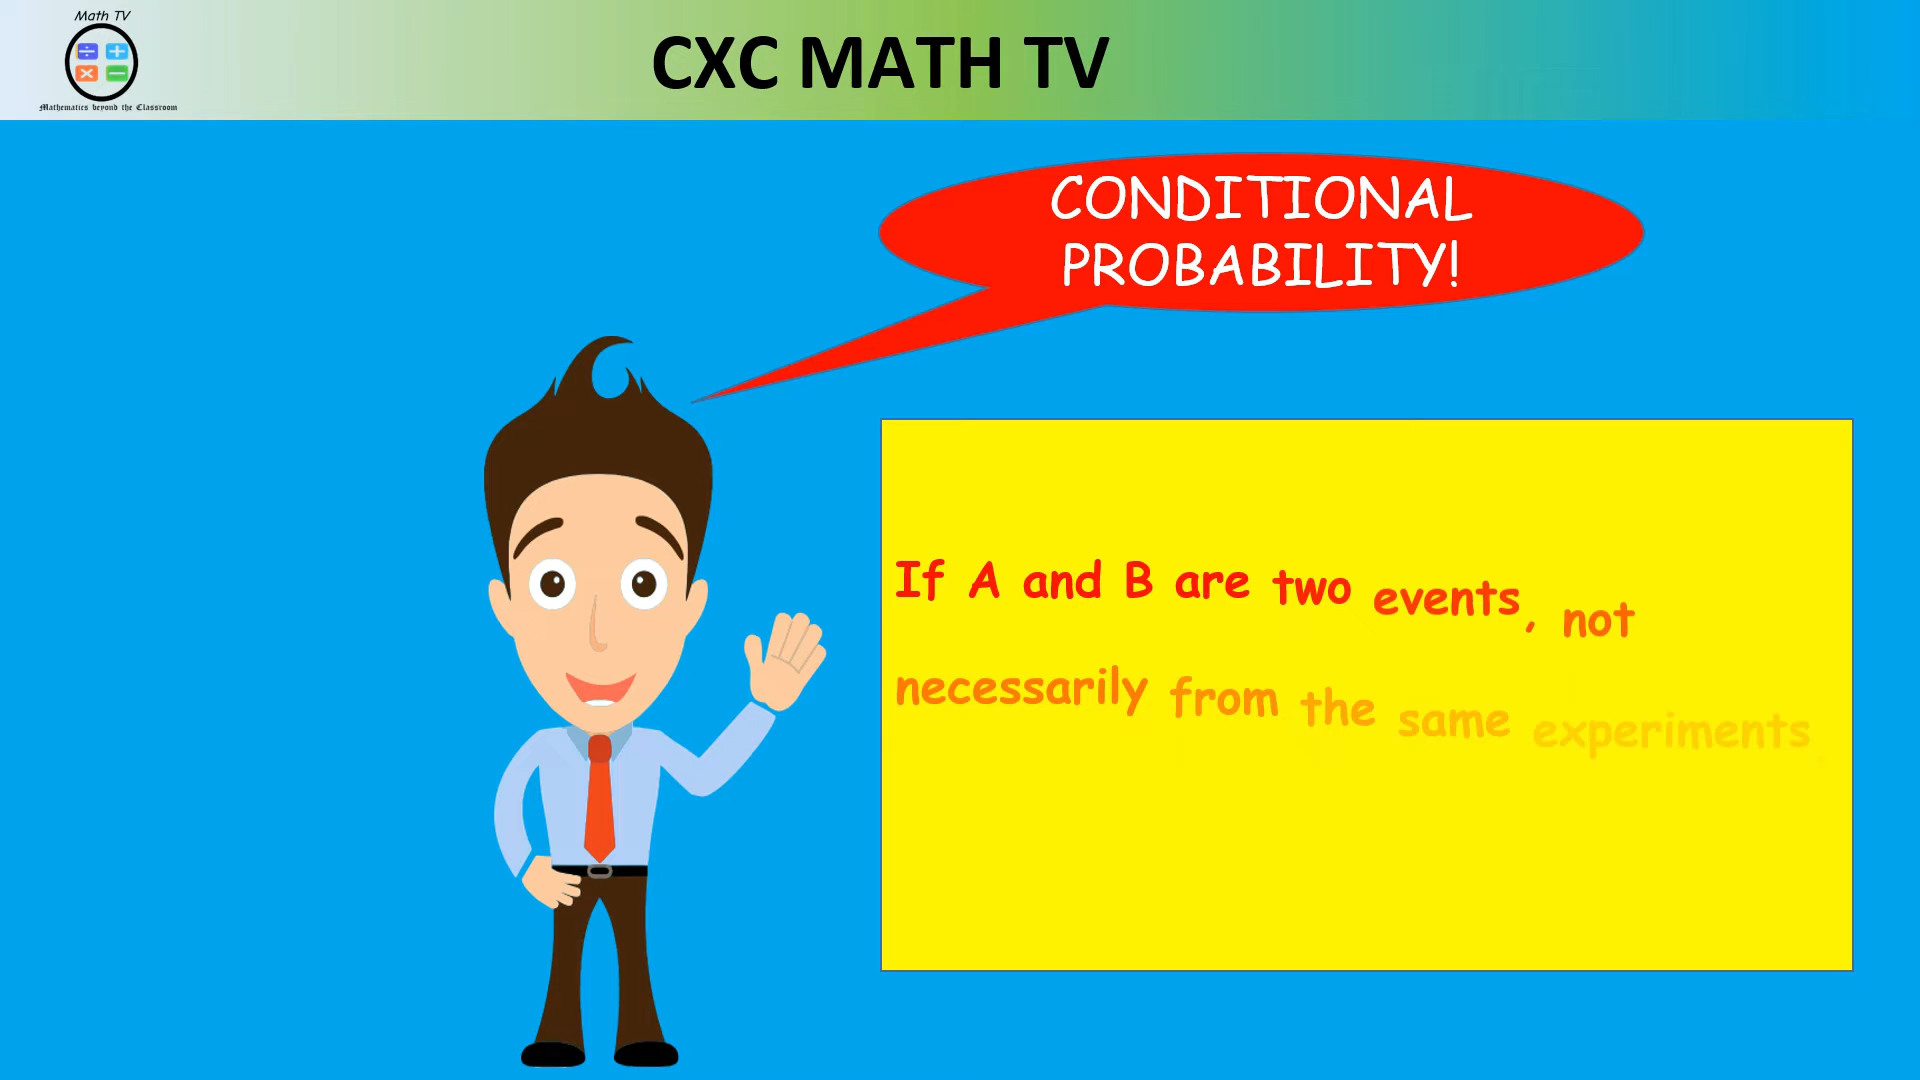 Math TV
Mathematics beyond the Classroom
CXC MATH TV
CONDITIONAL
PROBABILITY!
If A and B are two events, not
necessarily from the same experiments,